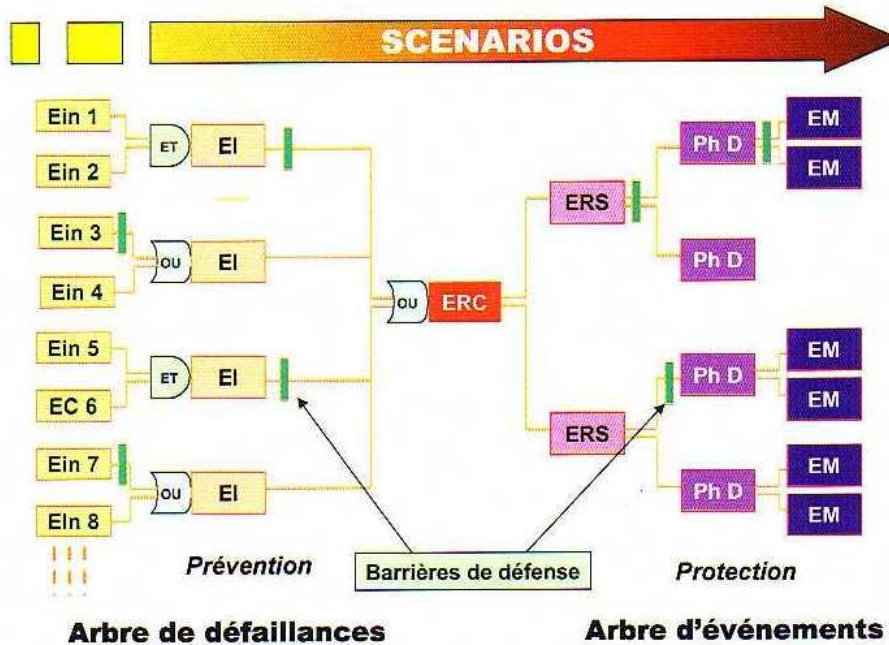 SCENARIOS
Ein 1
ET
EI
Ein 2
Ein 3
OU
EI
Ein 4
Ein 5
ET
EI
EC 6
Ein 7
OU
EI
EIn 8
OU
ERC
ERS
Ph D
EM
EM
Ph D
ERS
Ph D
EM
EM
Ph D
EM
EM
Prévention
Barrières de défense
Protection
Arbre de défaillances
Arbre d'événements